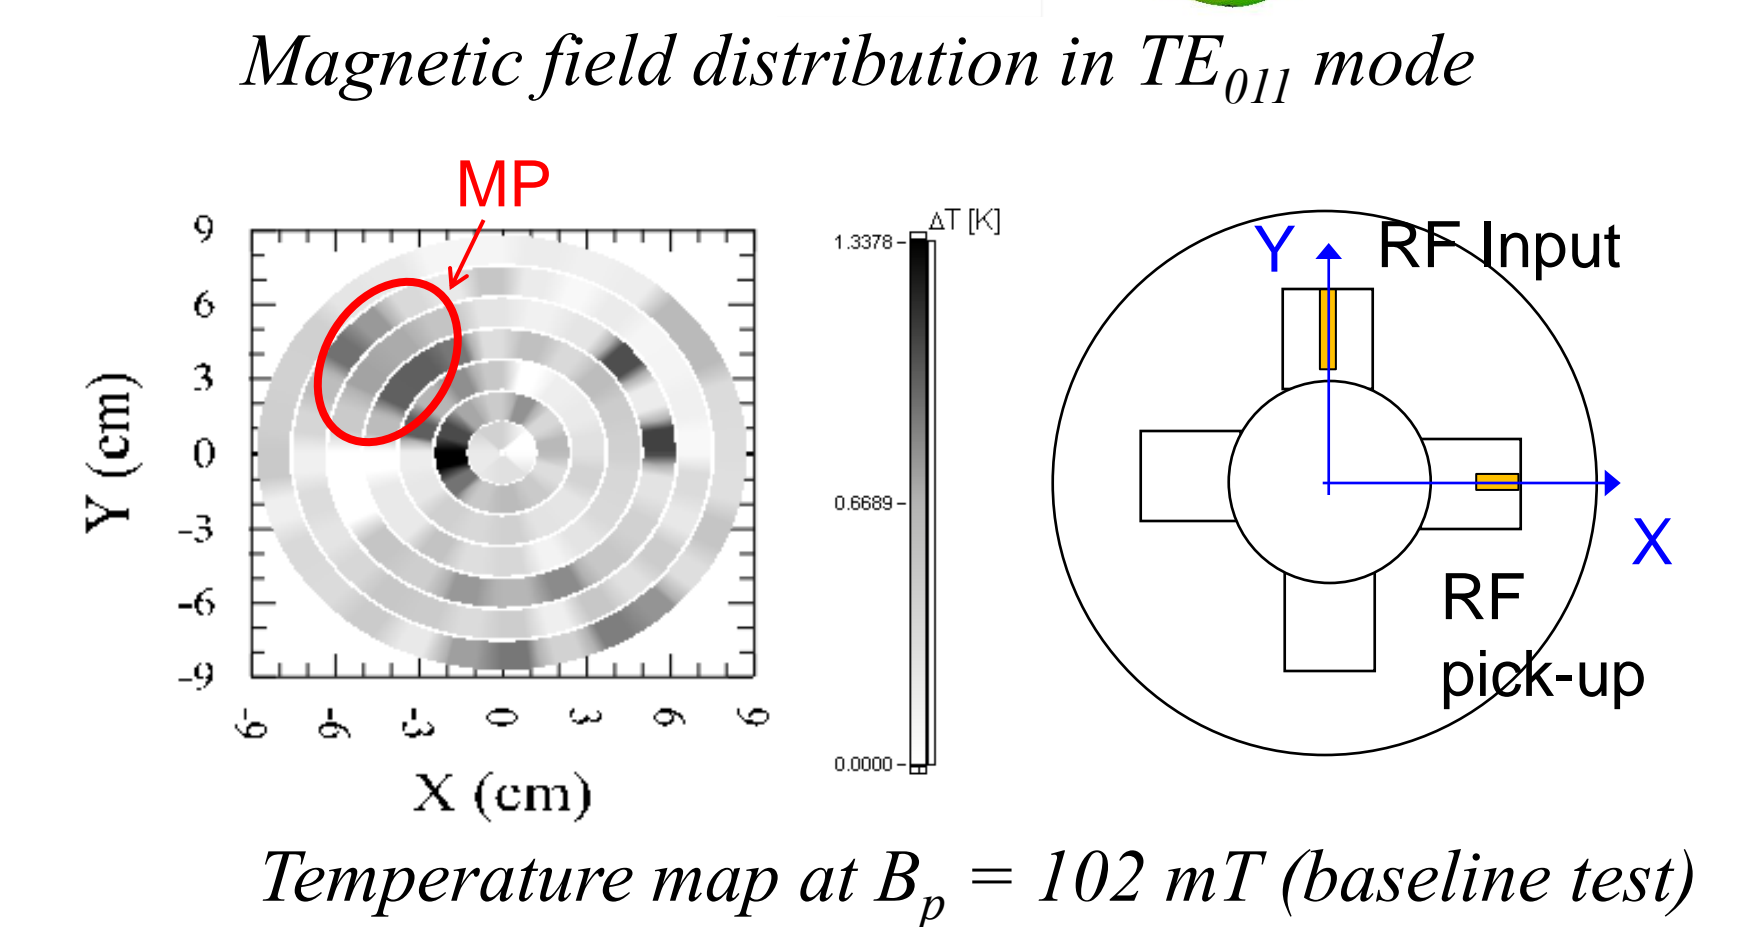 Magnetic field distribution in TE011 mode
MP
9
6
3
0
-3
-6
-9
Y (cm)
-9
-6
-3
0
3
6
9
X (cm)
ΔT [K]
1.3378
0.6689
0.0000
Y
RF Input
X
RF
pick-up
Temperature map at Bp = 102 mT (baseline test)